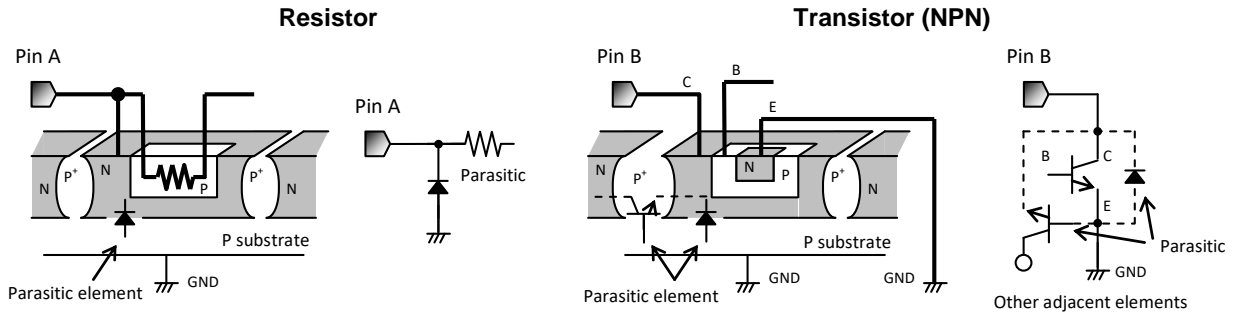 Resistor
Transistor (NPN)
Pin A
Pin A
N
P⁺
N
P
P⁺
N
Parasitic
P substrate
GND
Parasitic element
Pin B
C
B
E
N
P⁺
N
P
P⁺
N
P substrate
GND
Parasitic element
Pin B
B
C
E
Parasitic
GND
Other adjacent elements